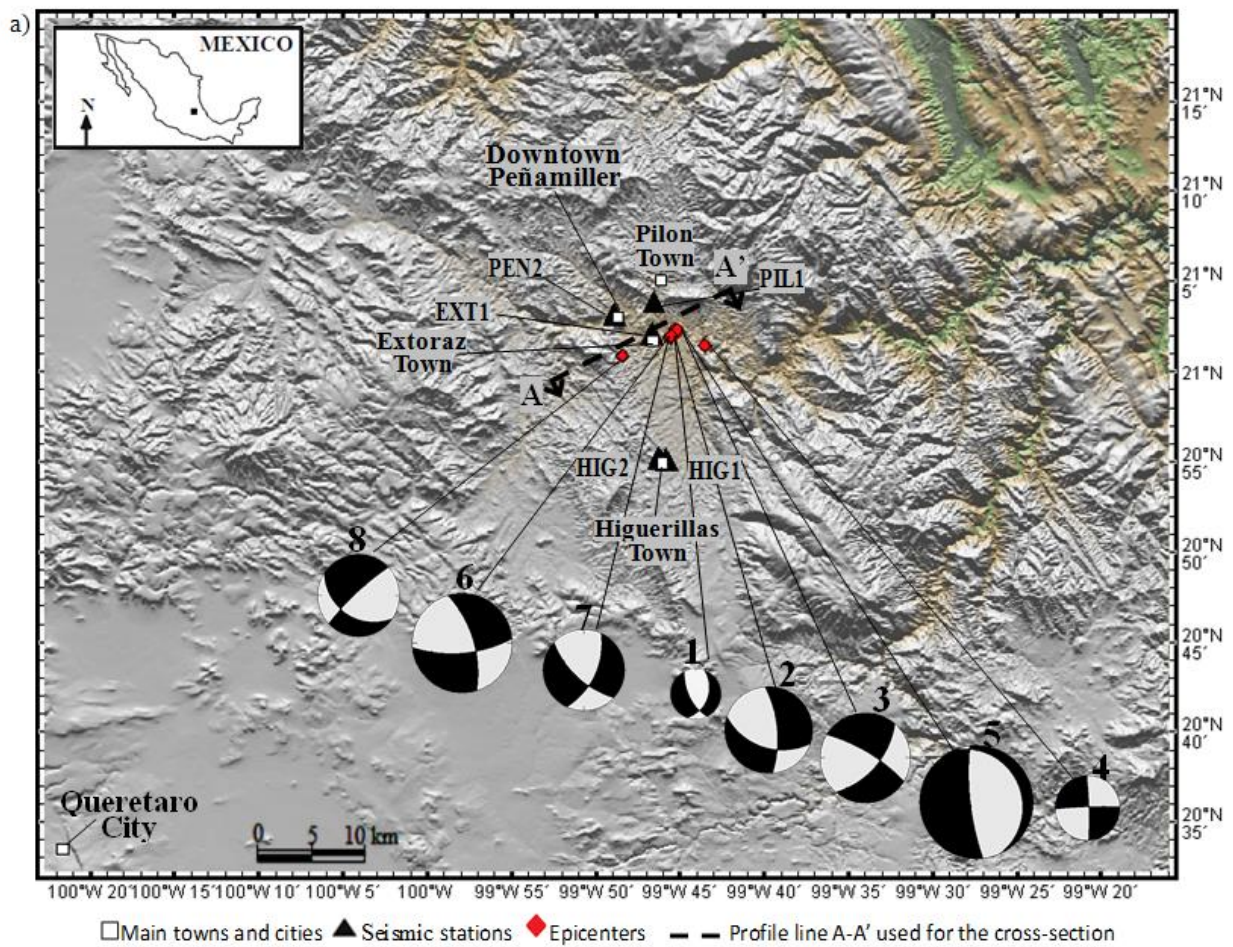 a)
MEXICO
N
Downtown
Peñamiller
Pilon
Town
PEN2
A’
PIL1
EXT1
Extoraz
Town
A
HIG2
HIG1
Higuerillas
Town
8
6
7
1
2
3
5
4
Queretaro
City
0 5 10 km
21°N
15´
21°N
10´
21°N
5´
21°N
20°N
55´
20°N
50´
20°N
45´
20°N
40´
20°N
35´
100°W 20 100°W 15 100°W 10 100°W 5´ 100°W 99°W 55 99°W 50 99°W 45 99°W 40 99°W 35 99°W 30 99°W 25 99°W 20´
Main towns and cities Seismic stations Epicenters Profile line A-A’ used for the cross-section